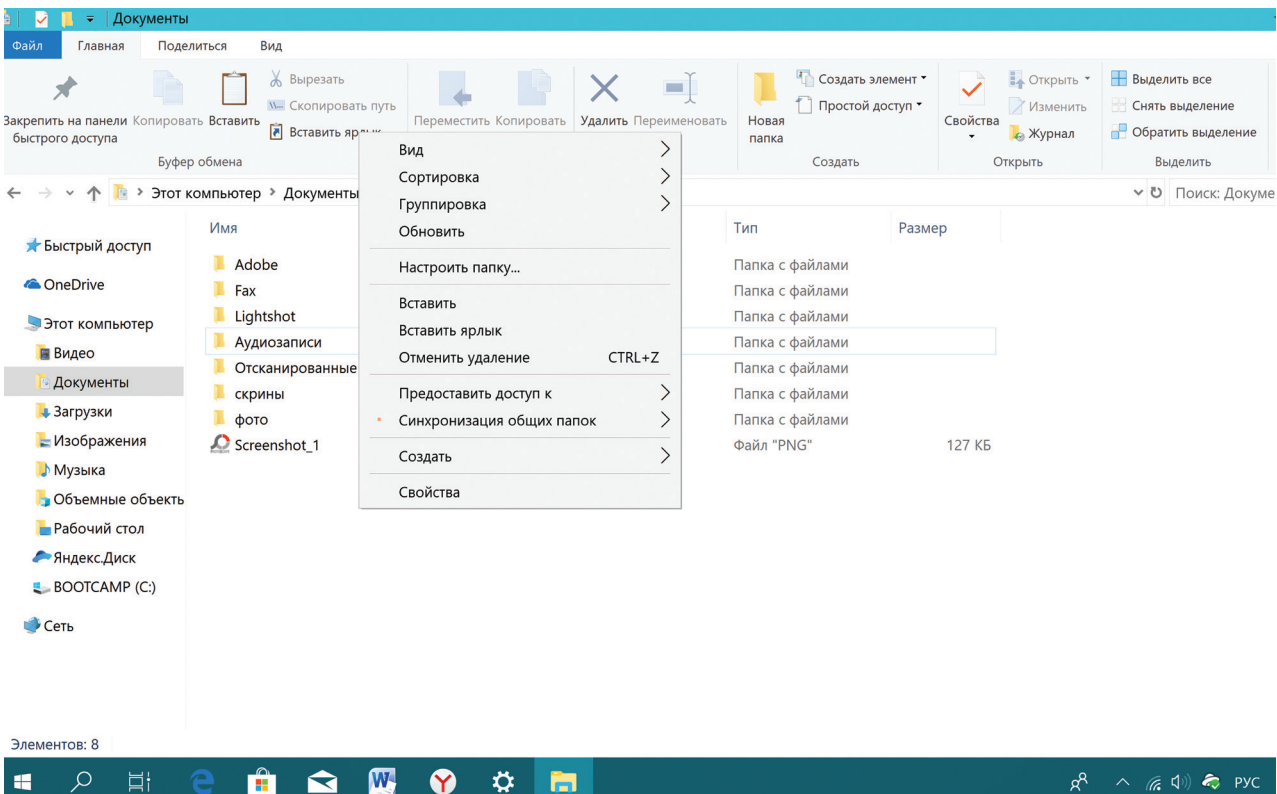 Документы
Файл Главная Поделиться Вид
Закрепить на панели быстрого доступа
Копировать
Вставить
Вырезать
Скопировать путь
Вставить ярлык
Буфер обмена
Переместить
Копировать
Удалить
Переименовать
Новая папка
Создать элемент
Простой доступ
Создать
Свойства
Открыть
Изменить
Журнал
Открыть
Выделить все
Снять выделение
Обратить выделение
Выделить
Этот компьютер Документы
Поиск: Докуме
Быстрый доступ
OneDrive
Этот компьютер
Видео
Документы
Загрузки
Изображения
Музыка
Объемные объекть
Рабочий стол
Яндекс.Диск
BOOTCAMP (C:)
Сеть
Имя Тип Размер
Adobe Папка с файлами
Fax Папка с файлами
Lightshot Папка с файлами
Аудиозаписи Папка с файлами
Отсканированные Папка с файлами
скрины Папка с файлами
фото Папка с файлами
Screenshot_1 Файл "PNG" 127 КБ
Вид
Сортировка
Группировка
Обновить
Настроить папку...
Вставить
Вставить ярлык
Отменить удаление CTRL+Z
Предоставить доступ к
Синхронизация общих папок
Создать
Свойства
Элементов: 8
РУС